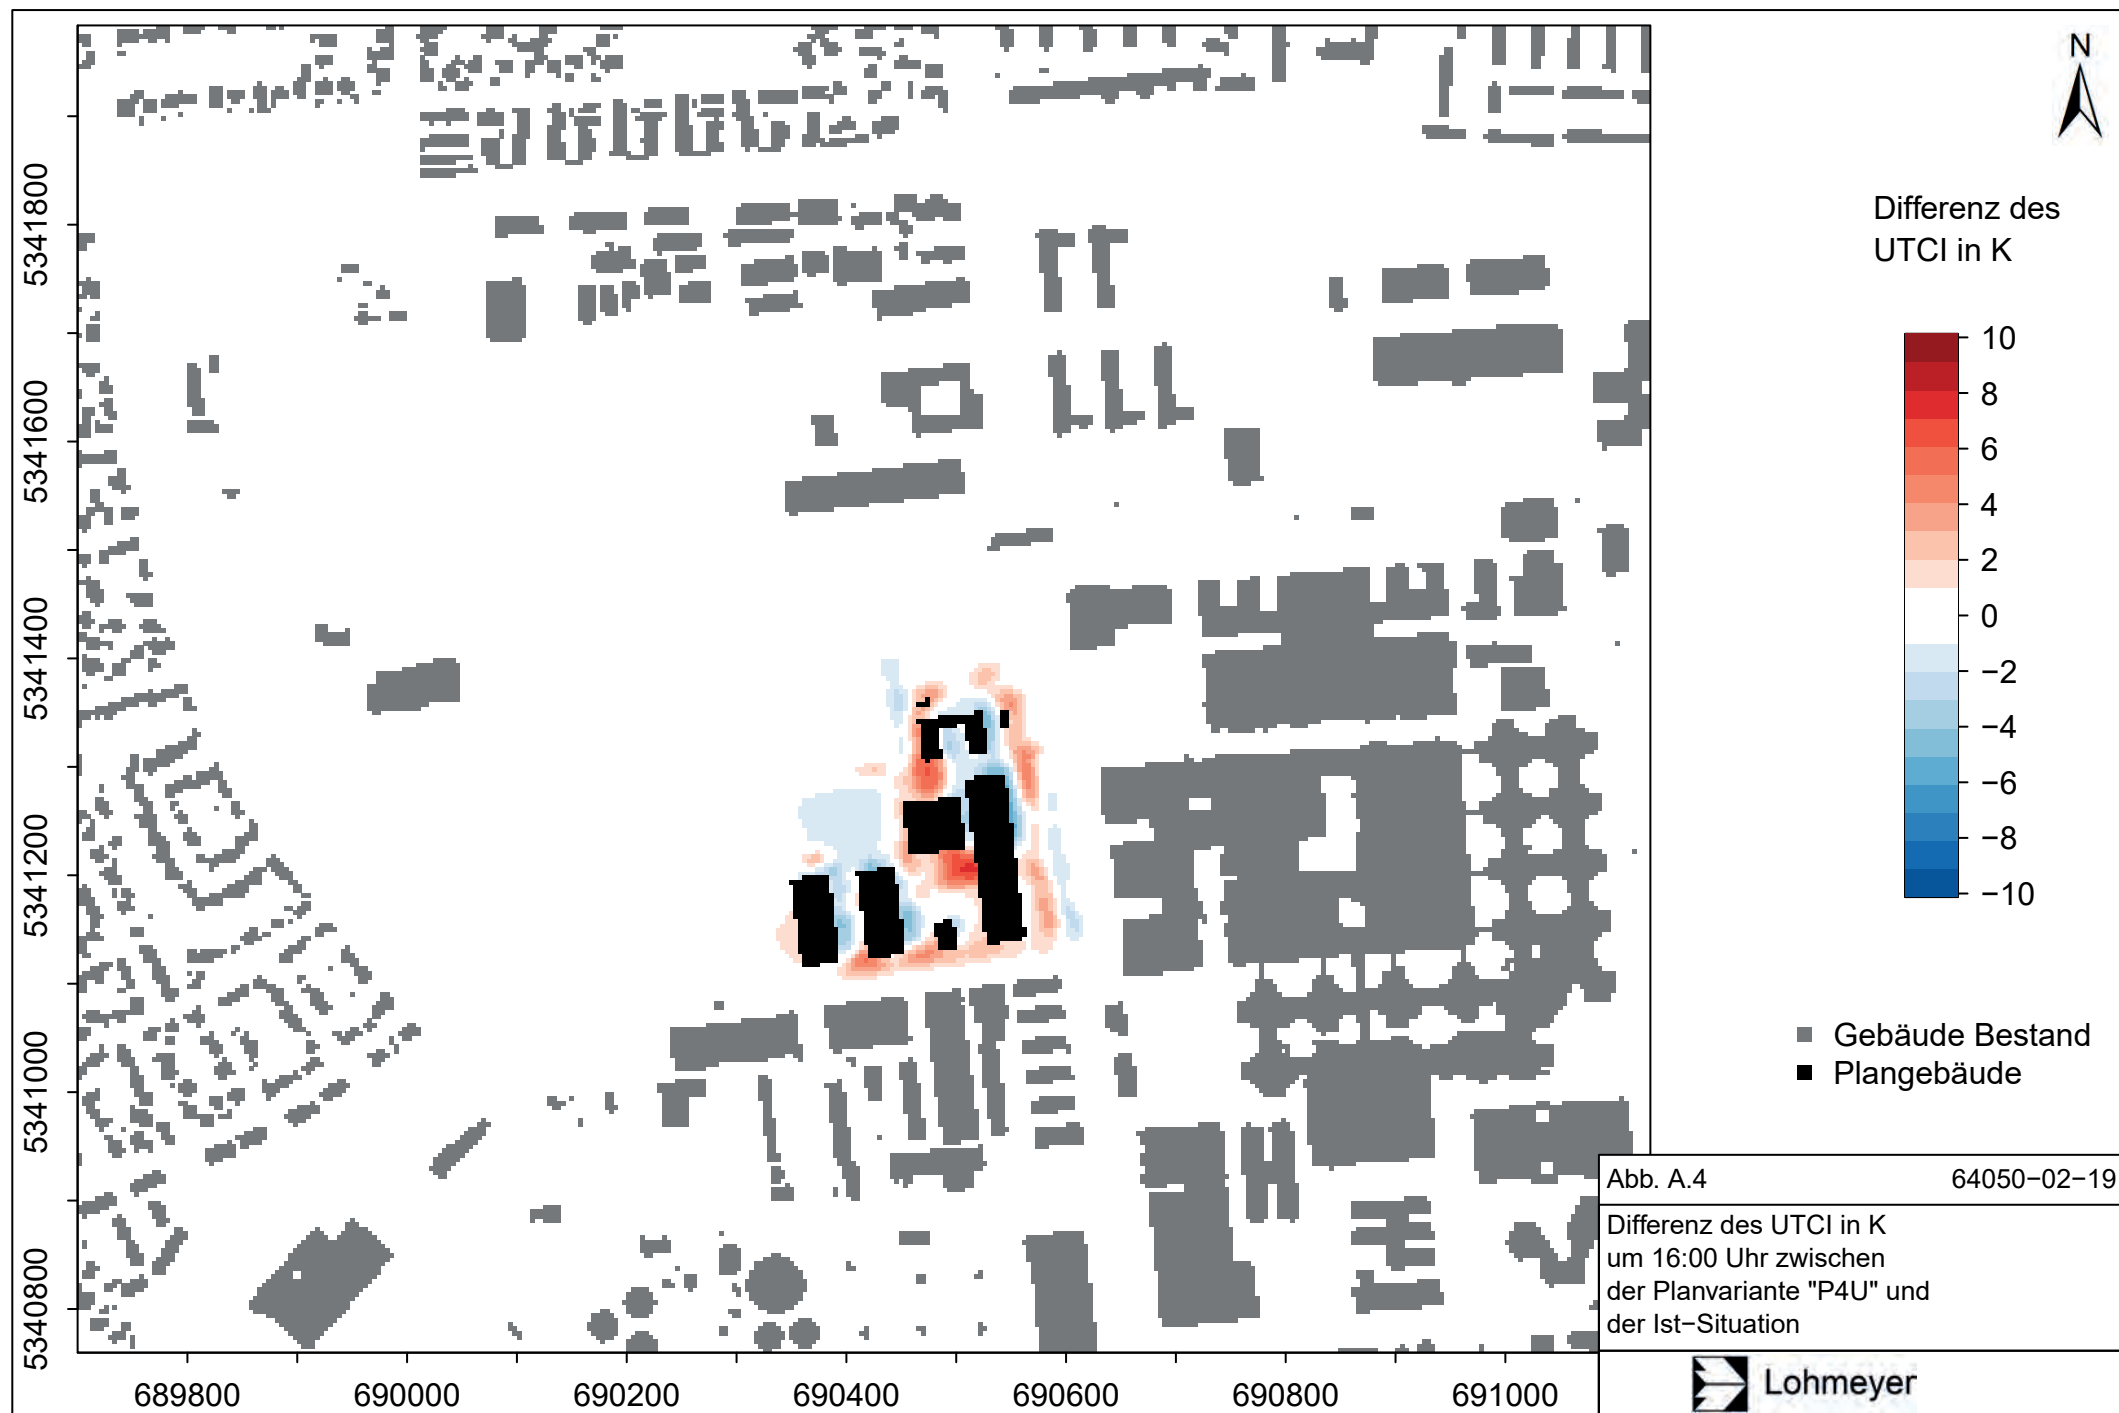 N
Differenz des
UTCI in K
10
8
6
4
2
0
−2
−4
−6
−8
−10
Gebäude Bestand
Plangebäude
5341800
5341600
5341400
5341200
5341000
5340800
689800 690000 690200 690400 690600 690800 691000
Abb. A.4 64050−02−19
Differenz des UTCI in K
um 16:00 Uhr zwischen
der Planvariante "P4U" und
der Ist−Situation
Lohmeyer